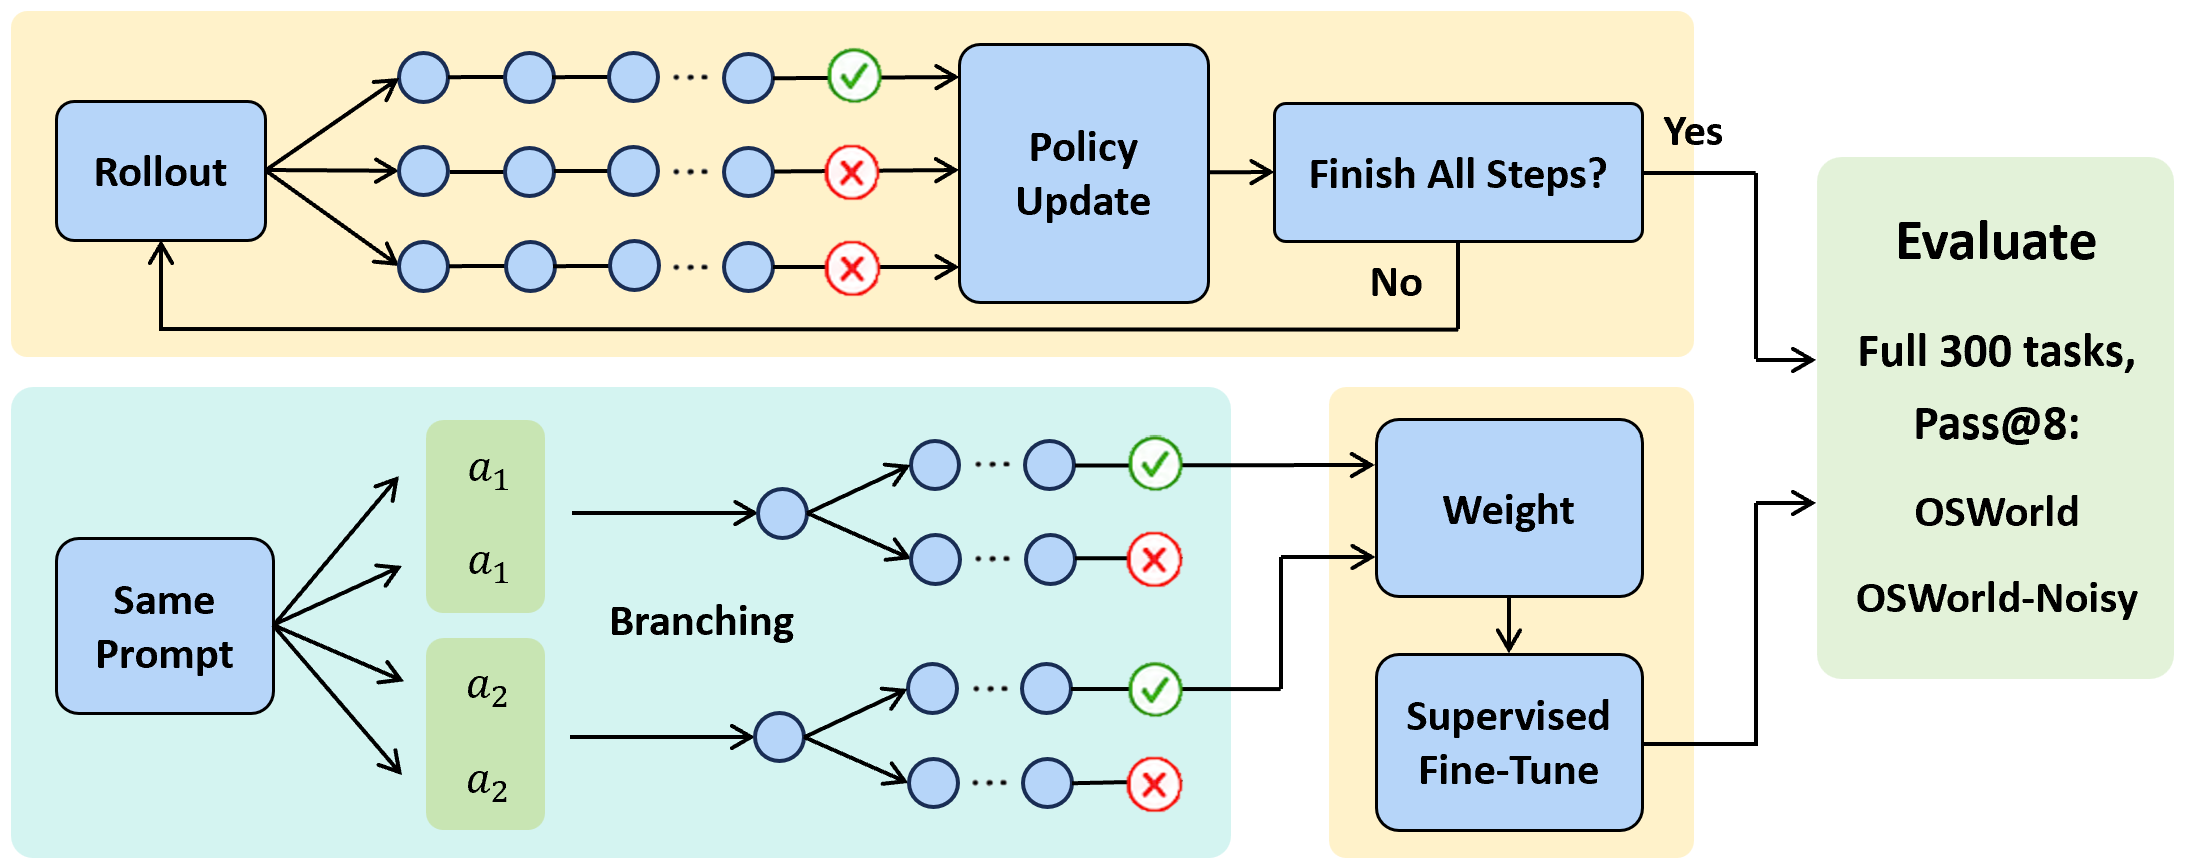 Rollout
Policy
Update
Finish All Steps?
Yes
No
Same
Prompt
a₁
a₁
a₂
a₂
Branching
Weight
Supervised
Fine-Tune
Evaluate
Full 300 tasks,
Pass@8:
OSWorld
OSWorld-Noisy